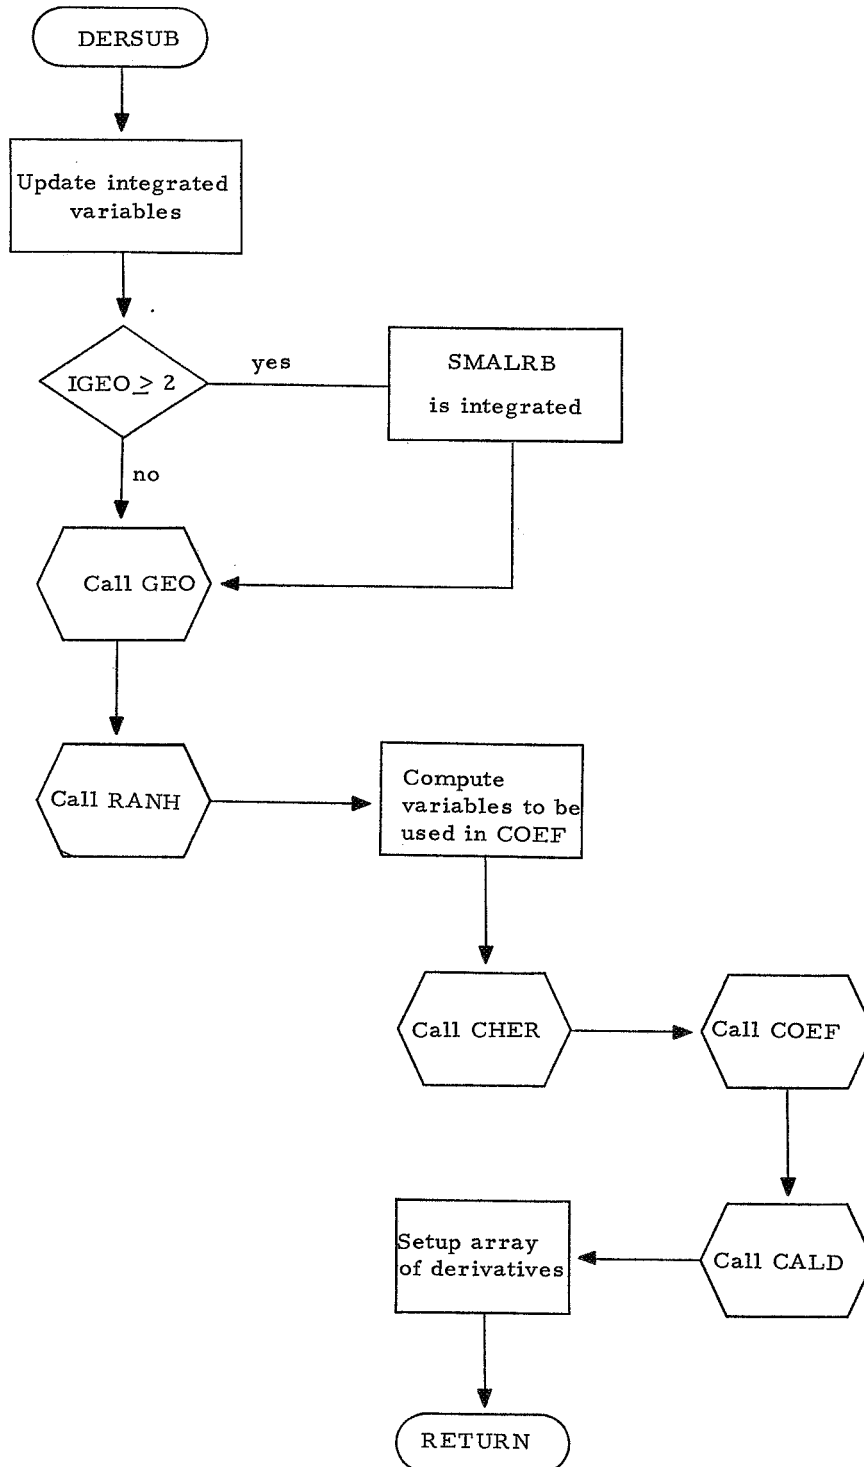 DERSUB
Update integrated
variables
IGEO ≥ 2
yes
SMALRB
is integrated
no
Call GEO
Call RANH
Compute
variables to be
used in COEF
Call CHER
Call COEF
Call CALD
Setup array
of derivatives
RETURN